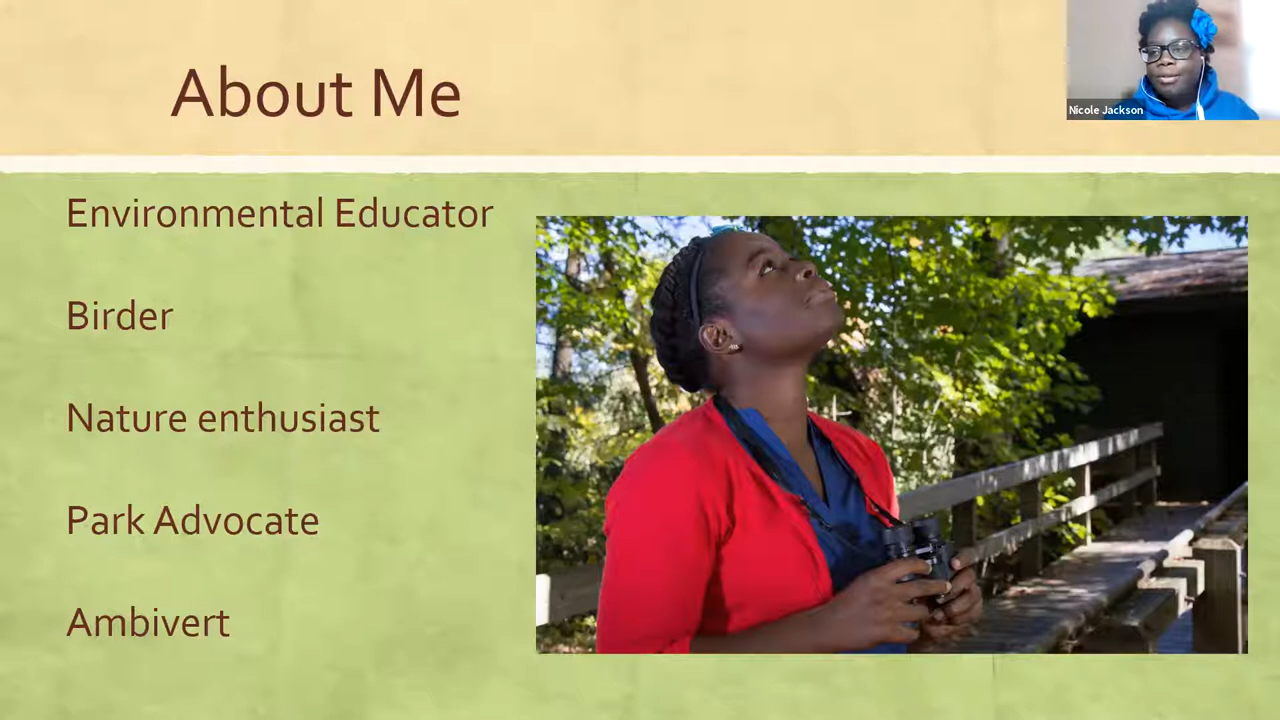 About Me
Nicole Jackson
Environmental Educator
Birder
Nature enthusiast
Park Advocate
Ambivert